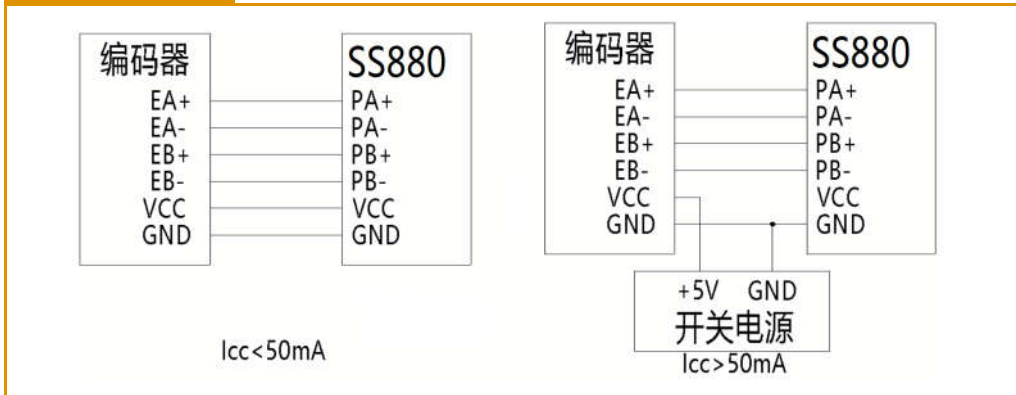 编码器
SS880
EA+ PA+
EA- PA-
EB+ PB+
EB- PB-
VCC VCC
GND GND
Icc<50mA
编码器
SS880
EA+ PA+
EA- PA-
EB+ PB+
EB- PB-
VCC VCC
GND GND
+5V GND
开关电源
Icc>50mA